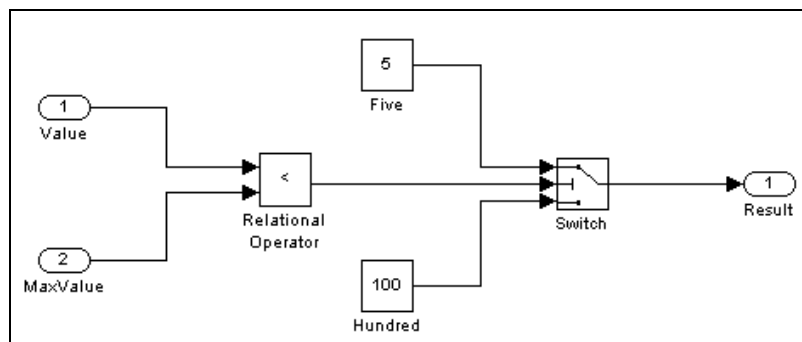 5
Five
1
Value
<
Relational
Operator
Switch
1
Result
2
MaxValue
100
Hundred